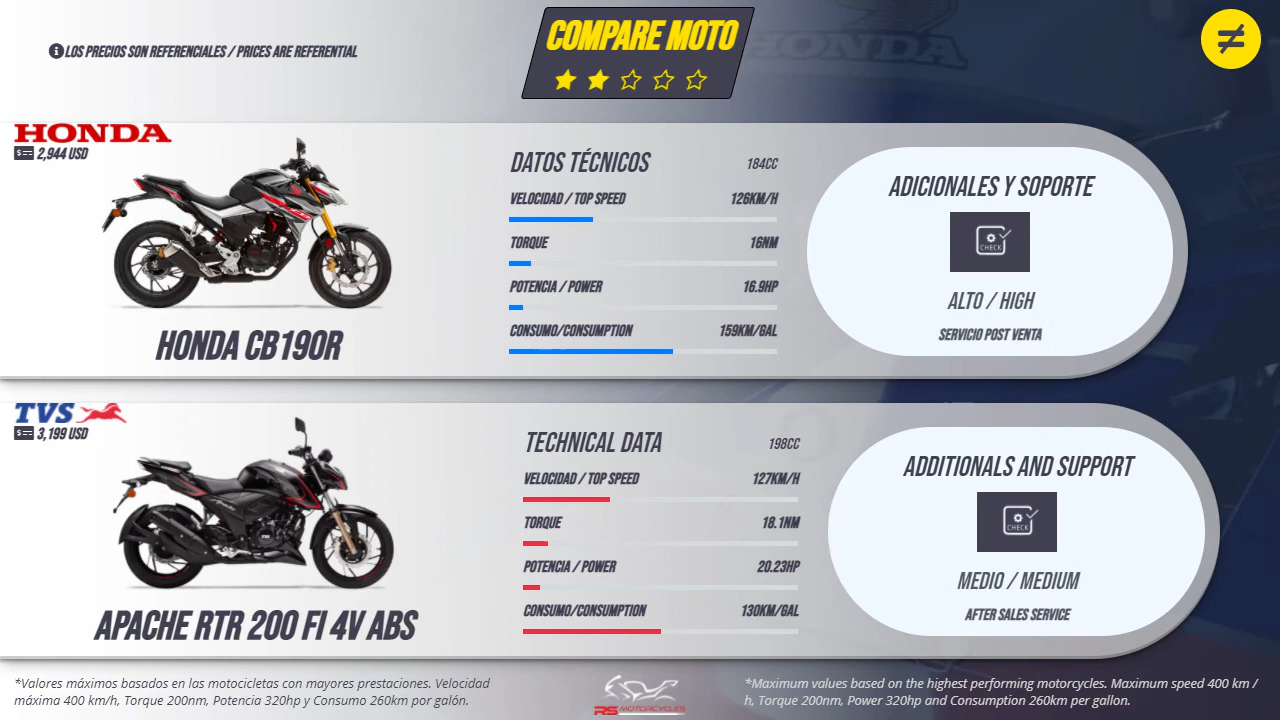 LOS PRECIOS SON REFERENCIALES / PRICES ARE REFERENTIAL
COMPARE MOTO
HONDA
HONDA
2,944 USD
HONDA CB190R
DATOS TÉCNICOS 184CC
VELOCIDAD / TOP SPEED 126KM/H
TORQUE 16NM
POTENCIA / POWER 16.9HP
CONSUMO/CONSUMPTION 159KM/GAL
ADICIONALES Y SOPORTE
CHECK
ALTO / HIGH
SERVICIO POST VENTA
TVS
3,199 USD
APACHE RTR 200 FI 4V ABS
TECHNICAL DATA 198CC
VELOCIDAD / TOP SPEED 127KM/H
TORQUE 18.1NM
POTENCIA / POWER 20.23HP
CONSUMO/CONSUMPTION 130KM/GAL
ADDITIONALS AND SUPPORT
CHECK
MEDIO / MEDIUM
AFTER SALES SERVICE
*Valores máximos basados en las motocicletas con mayores prestaciones. Velocidad
máxima 400 km/h, Torque 200nm, Potencia 320hp y Consumo 260km por galón.
RS MOTORCYCLES
*Maximum values based on the highest performing motorcycles. Maximum speed 400 km /
h, Torque 200nm, Power 320hp and Consumption 260km per gallon.